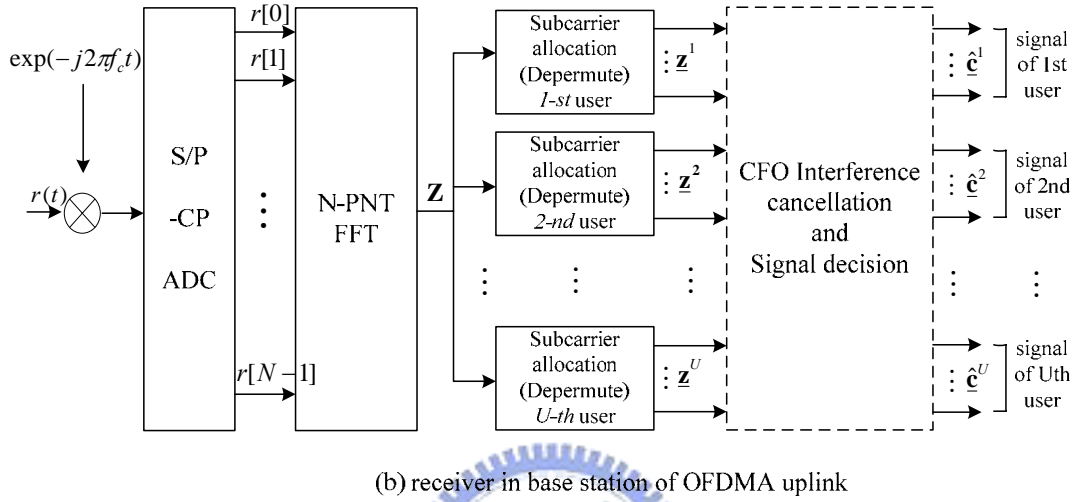 exp(−j2πf_c t)
r(t)
S/P
-CP
ADC
r[0]
r[1]
⋮
r[N−1]
N-PNT
FFT
Z
Subcarrier
allocation
(Depermute)
1-st user
⋮ z^1
Subcarrier
allocation
(Depermute)
2-nd user
⋮ z^2
⋮ ⋮ ⋮
Subcarrier
allocation
(Depermute)
U-th user
⋮ z^U
CFO Interference
cancellation
and
Signal decision
⋮ ĉ^1
signal
of 1st
user
⋮ ĉ^2
signal
of 2nd
user
⋮ ⋮
⋮ ĉ^U
signal
of Uth
user
(b) receiver in base station of OFDMA uplink